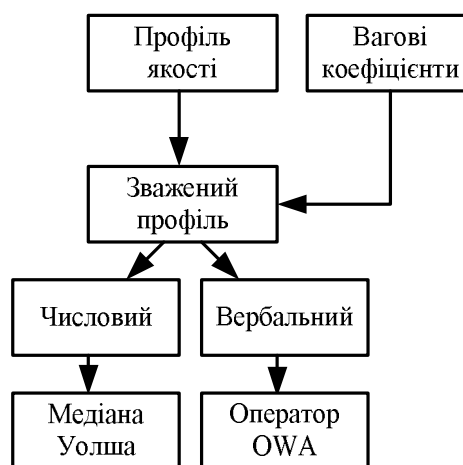 Профіль
якості
Вагові
коефіцієнти
Зважений
профіль
Числовий
Вербальний
Медіана
Уолша
Оператор
OWA